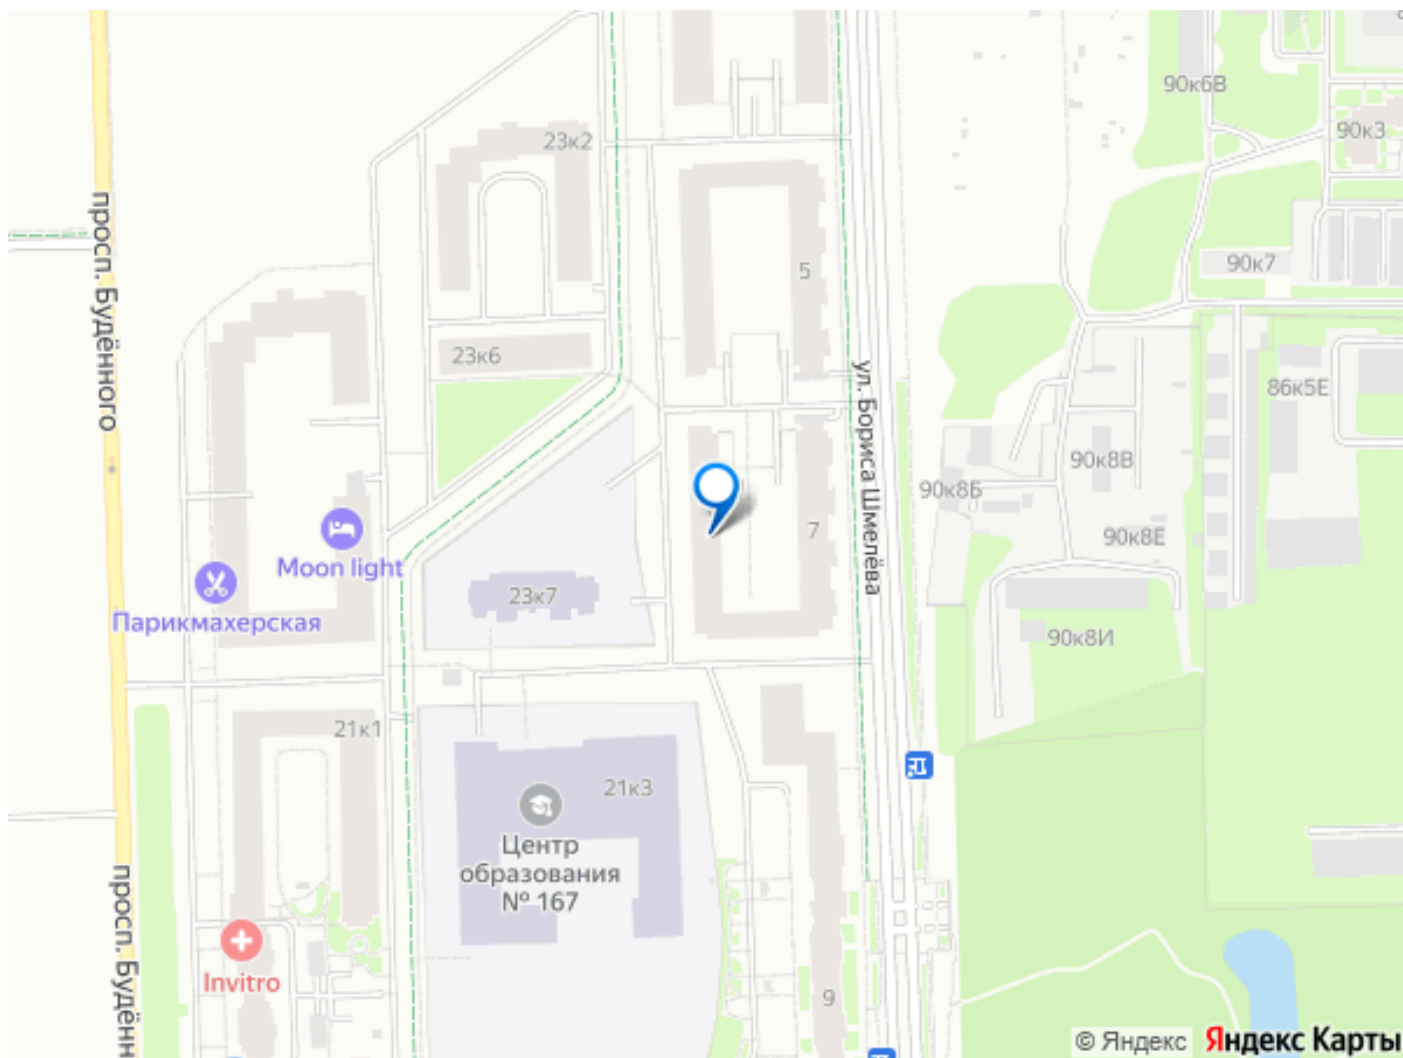 90к6В
90к3
23к2
просп. Будённого
5
90к7
23к6
ул. Бориса Шмелёва
86к5Е
90к8В
90к8Б
7
90к8Е
Moon light
23к7
Парикмахерская
90к8И
21к1
21к3
Центр
образования
№ 167
просп. Будённ
Invitro
9
© Яндекс
Яндекс Карты